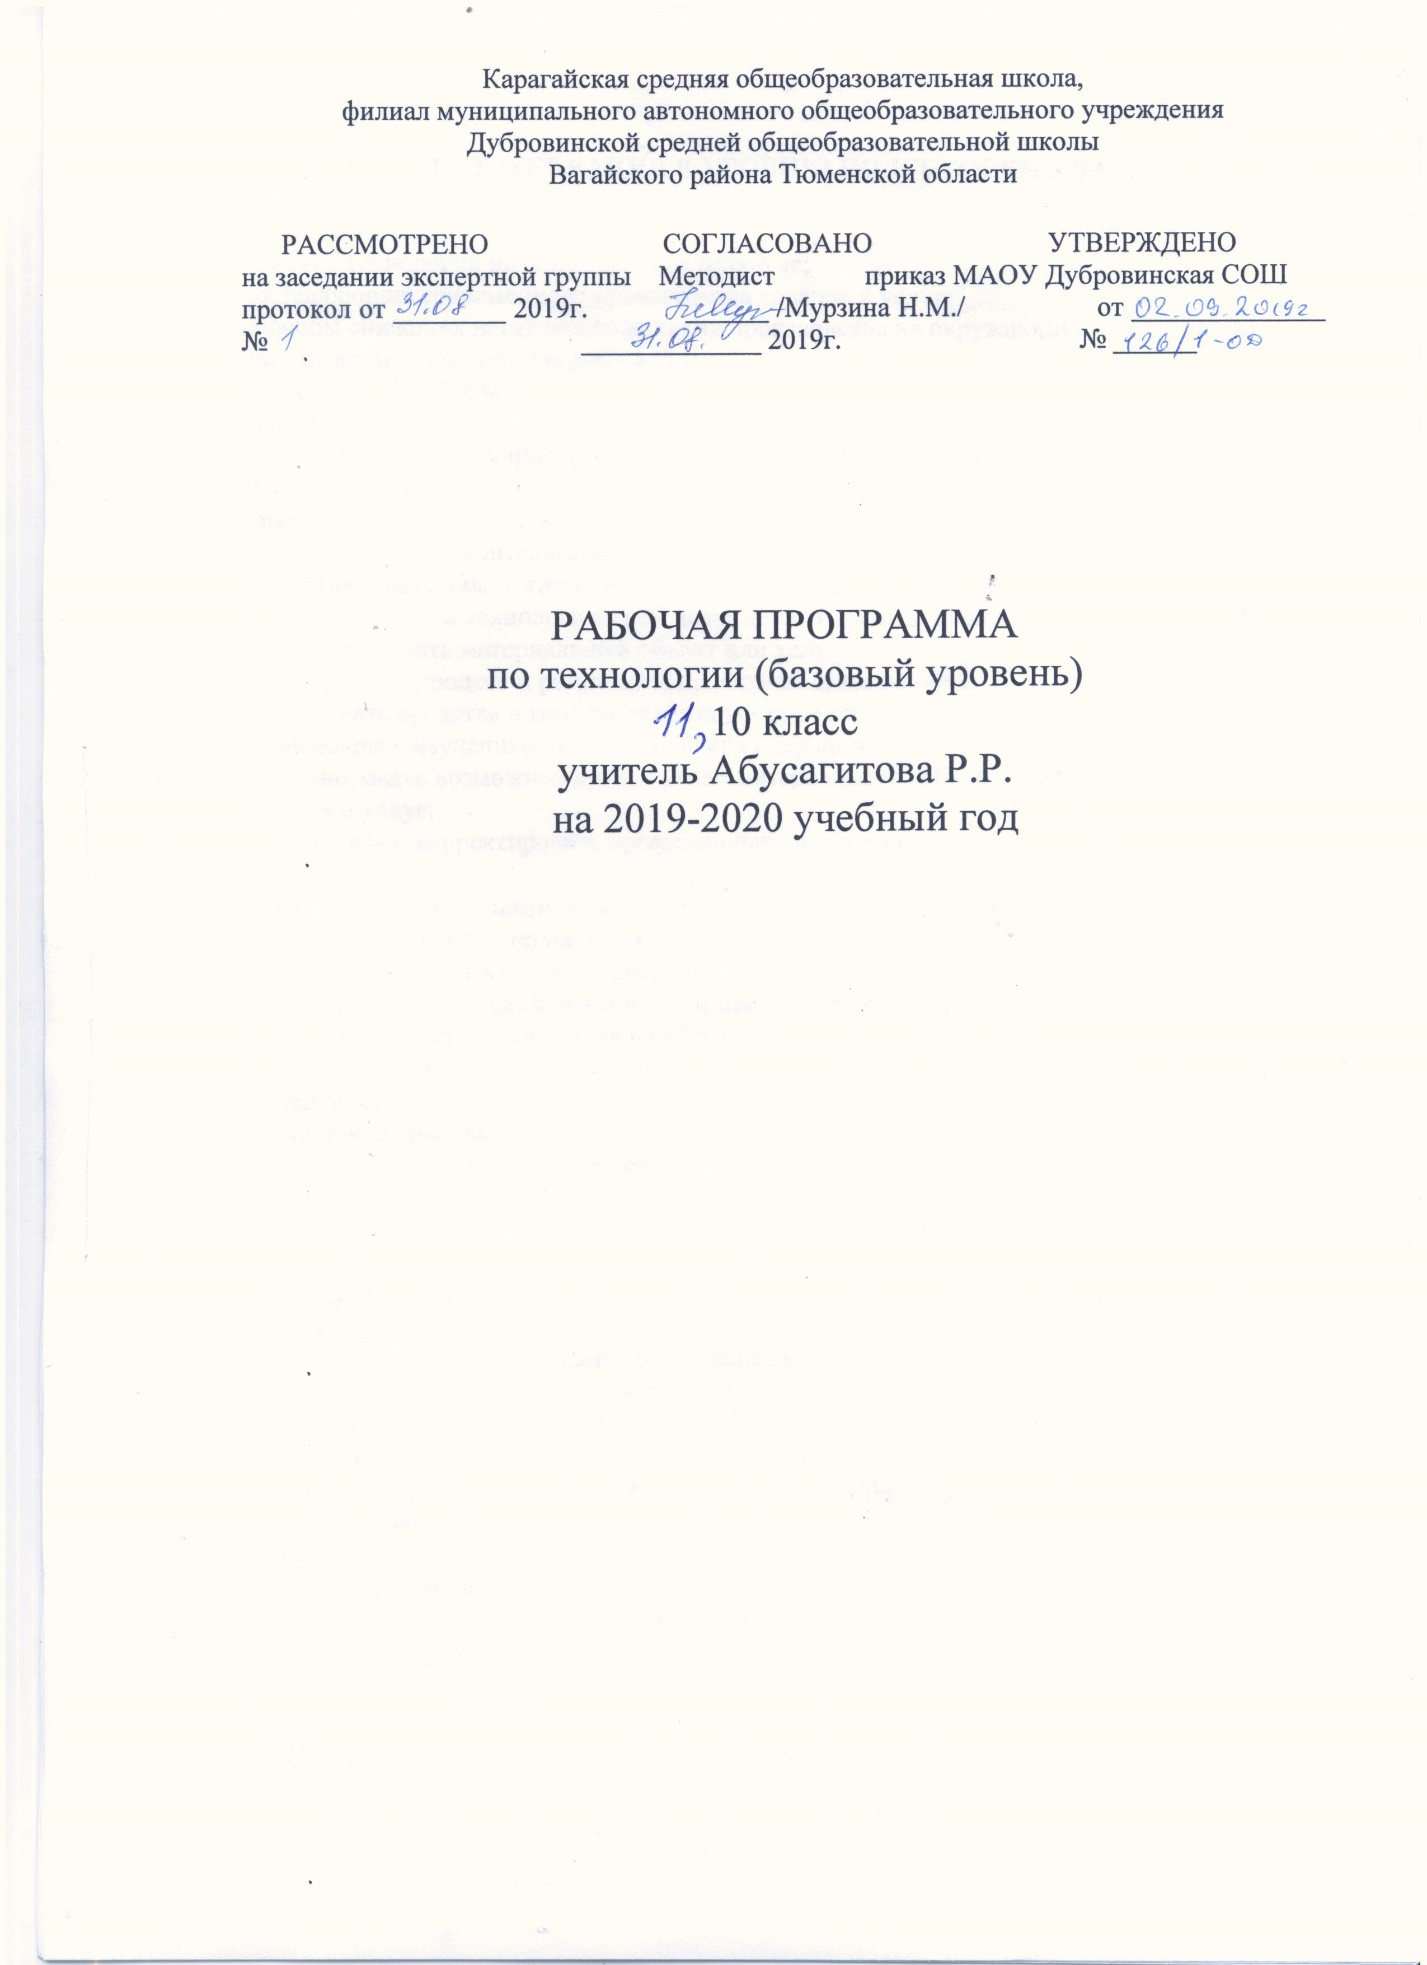 Карагайская средняя общеобразовательная школа,
филиал муниципального автономного общеобразовательного учреждения
Дубровинской средней общеобразовательной школы
Вагайского района Тюменской области
РАССМОТРЕНО СОГЛАСОВАНО УТВЕРЖДЕНО
на заседании экспертной группы Методист приказ МАОУ Дубровинская СОШ
протокол от 31.08 2019г. /Мурзина Н.М./ от 02.09.2019г
№ 1 31.08. 2019г. № 126/1-од
РАБОЧАЯ ПРОГРАММА
по технологии (базовый уровень)
11, 10 класс
учитель Абусагитова Р.Р.
на 2019-2020 учебный год